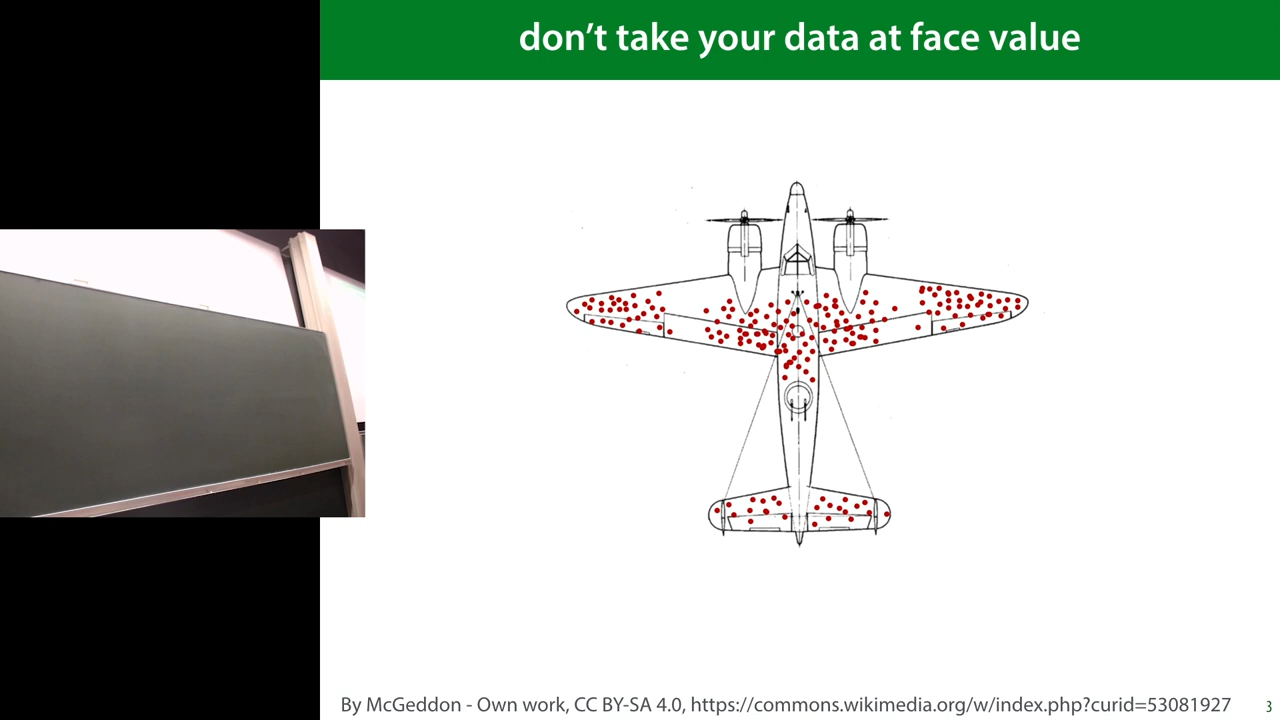 don’t take your data at face value
By McGeddon - Own work, CC BY-SA 4.0, https://commons.wikimedia.org/w/index.php?curid=53081927
3